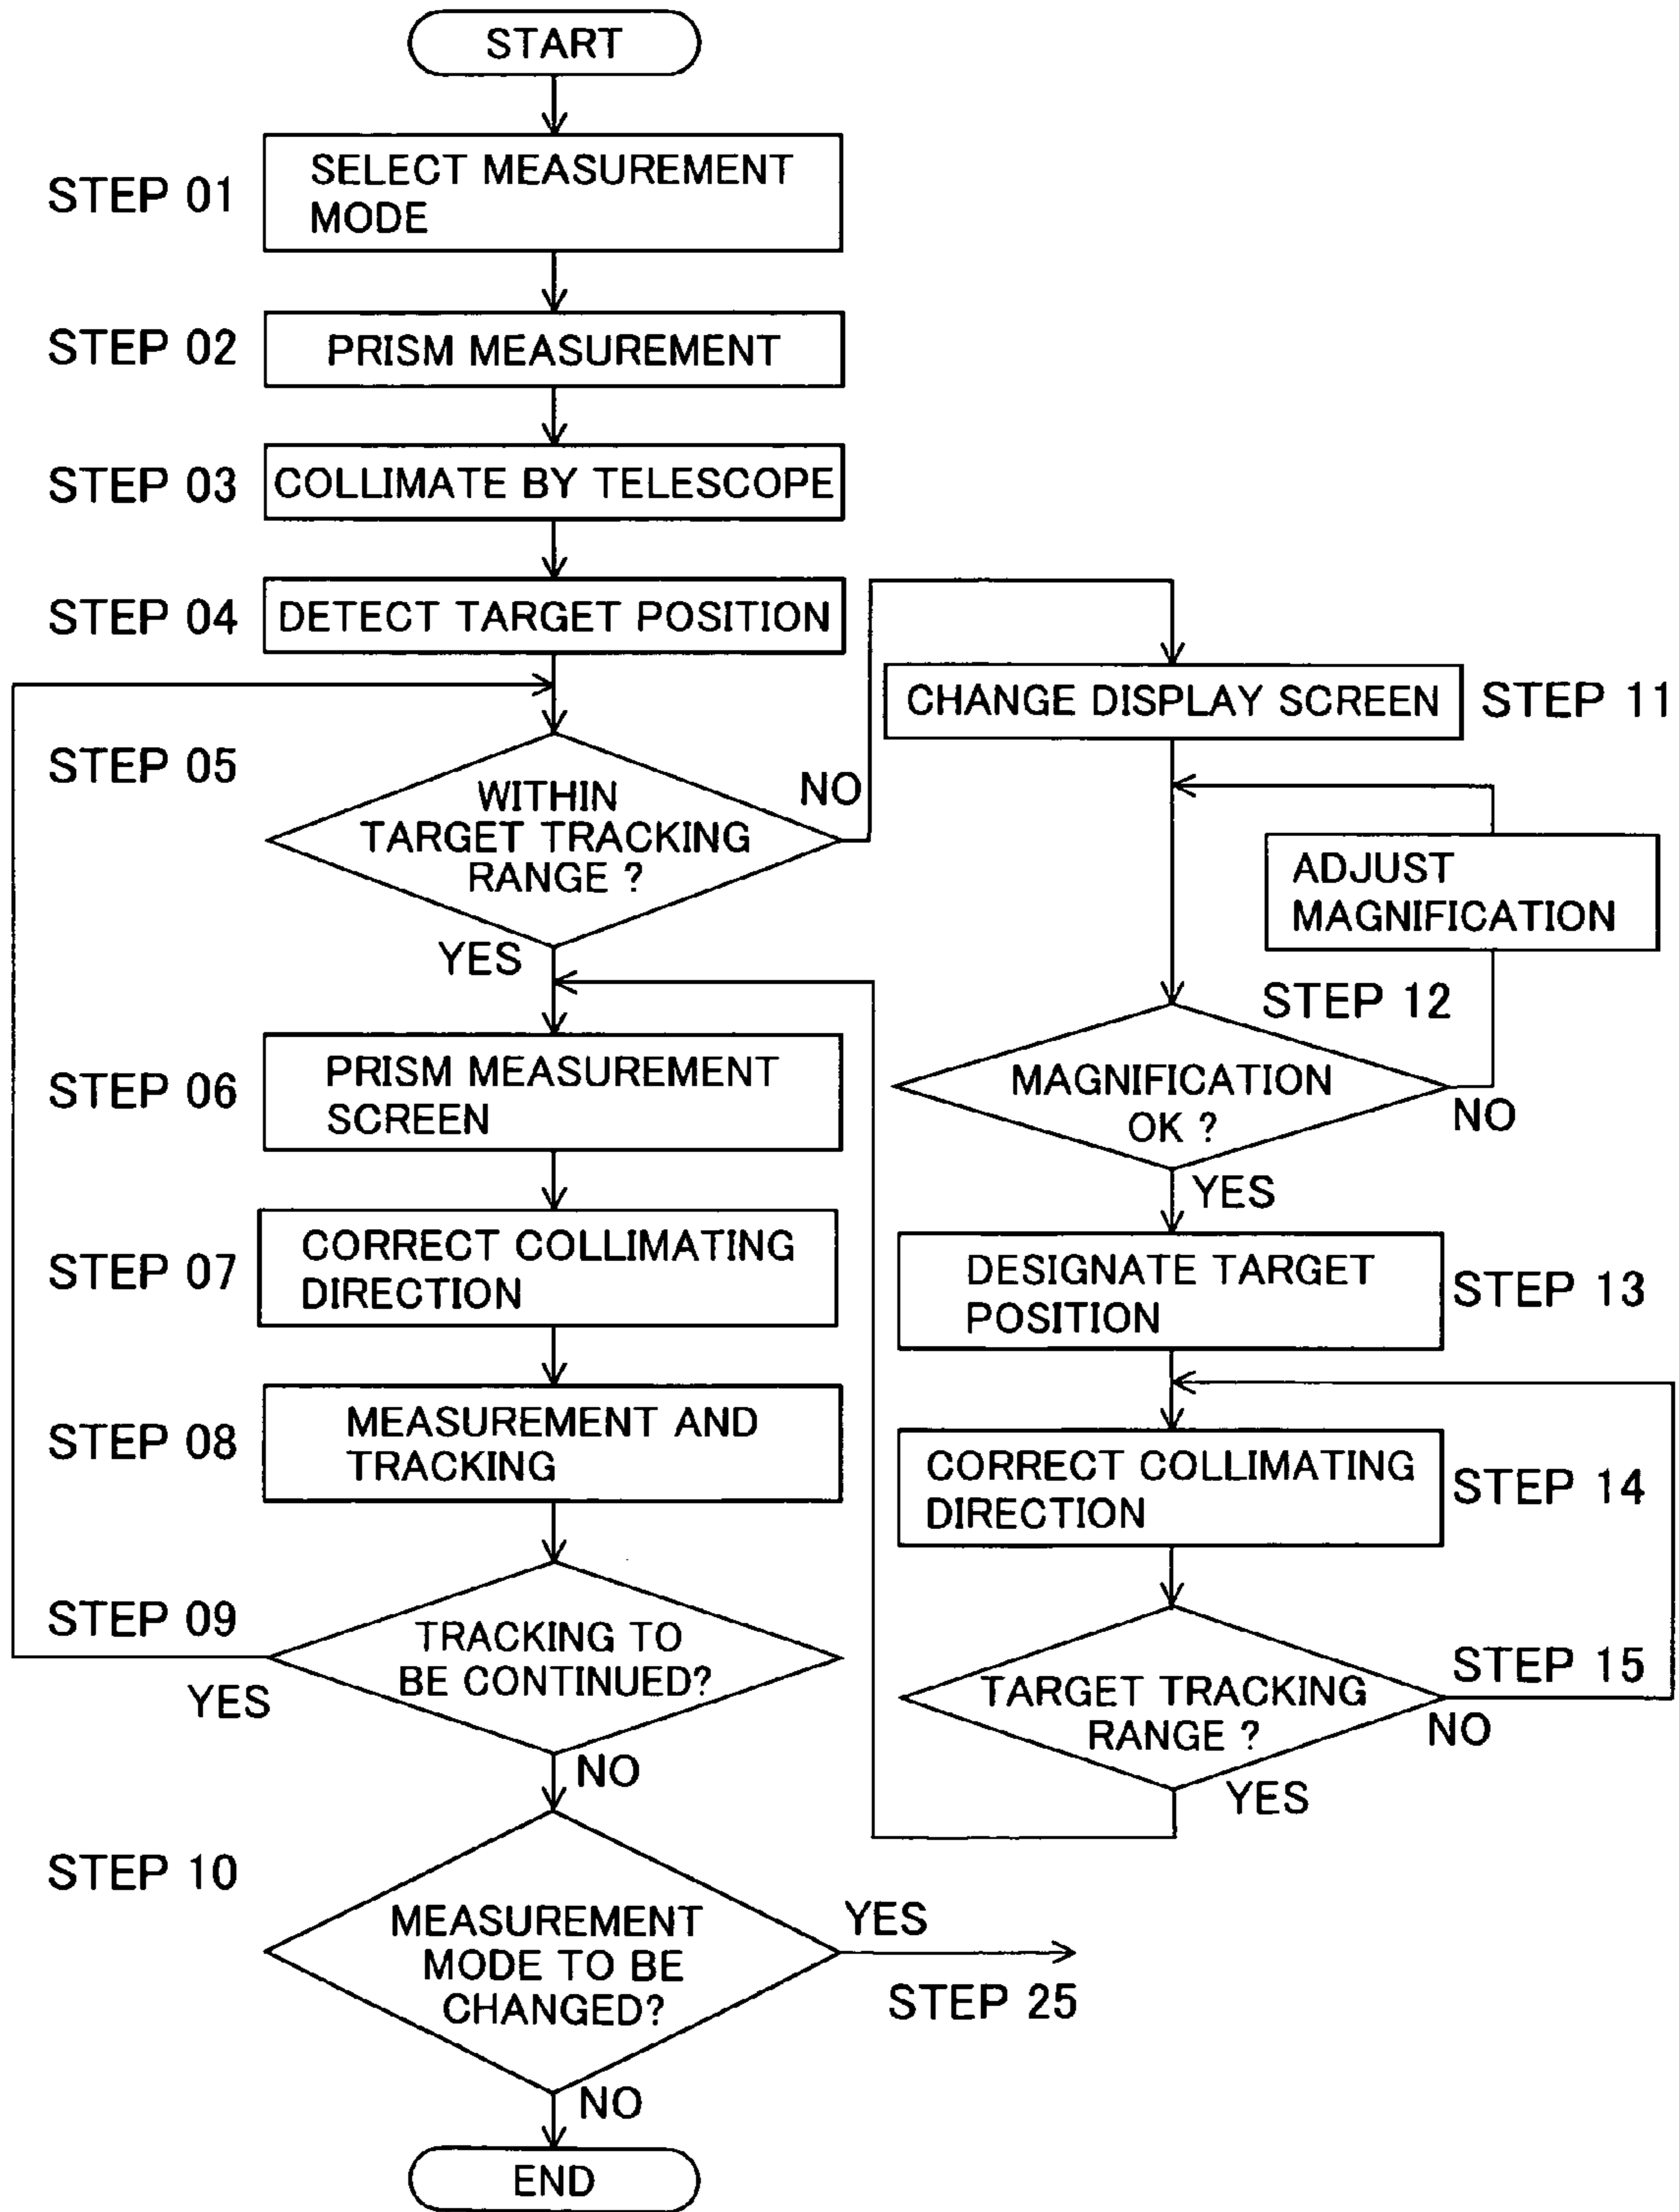 START
STEP 01
SELECT MEASUREMENT
MODE
STEP 02
PRISM MEASUREMENT
STEP 03
COLLIMATE BY TELESCOPE
STEP 04
DETECT TARGET POSITION
STEP 05
WITHIN
TARGET TRACKING
RANGE ?
NO
YES
STEP 06
PRISM MEASUREMENT
SCREEN
STEP 07
CORRECT COLLIMATING
DIRECTION
STEP 08
MEASUREMENT AND
TRACKING
STEP 09
TRACKING TO
BE CONTINUED?
YES
NO
STEP 10
MEASUREMENT
MODE TO BE
CHANGED?
YES
STEP 25
NO
END
CHANGE DISPLAY SCREEN
STEP 11
ADJUST
MAGNIFICATION
STEP 12
MAGNIFICATION
OK ?
NO
YES
DESIGNATE TARGET
POSITION
STEP 13
CORRECT COLLIMATING
DIRECTION
STEP 14
STEP 15
TARGET TRACKING
RANGE ?
NO
YES